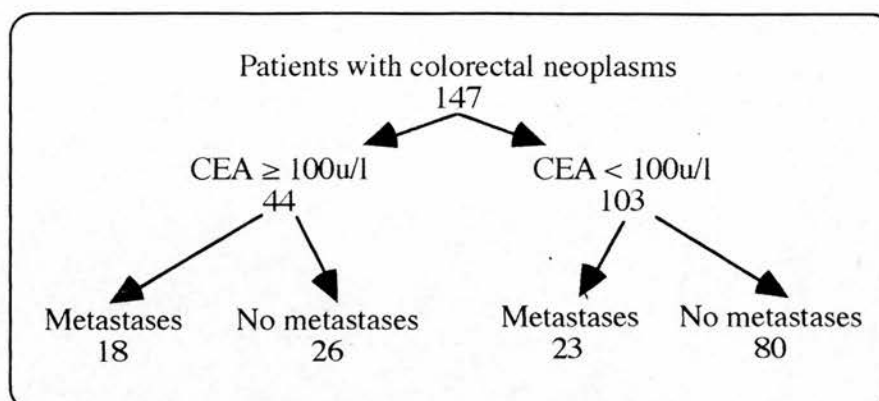 Patients with colorectal neoplasms
147
CEA ≥ 100u/l
44
CEA < 100u/l
103
Metastases
18
No metastases
26
Metastases
23
No metastases
80